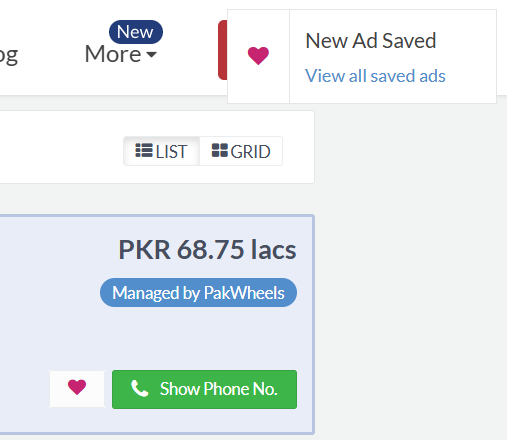 New
og
More
New Ad Saved
View all saved ads
LIST
GRID
PKR 68.75 lacs
Managed by PakWheels
Show Phone No.